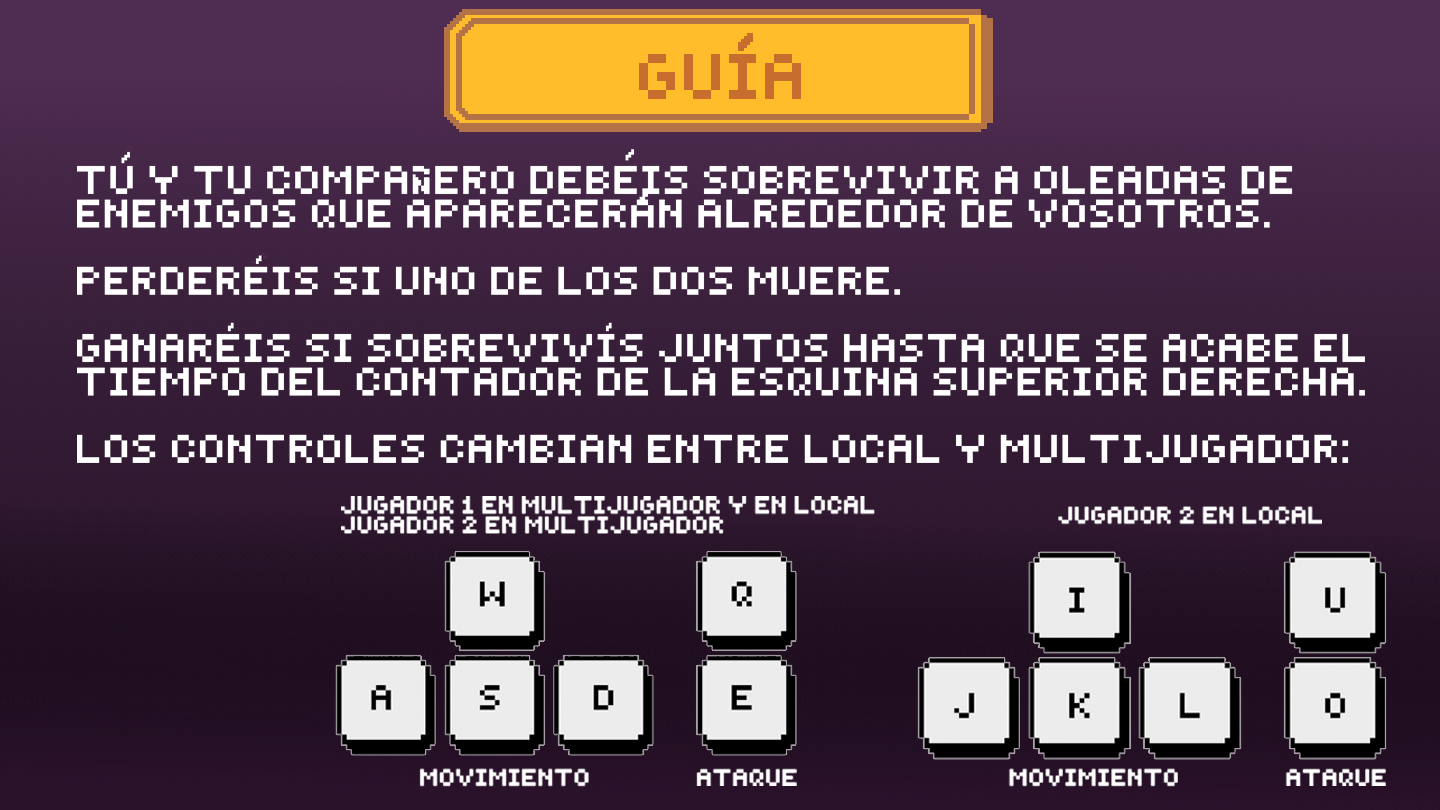 GUÍA
TÚ Y TU COMPAÑERO DEBÉIS SOBREVIVIR A OLEADAS DE
ENEMIGOS QUE APARECERÁN ALREDEDOR DE VOSOTROS.
PERDERÉIS SI UNO DE LOS DOS MUERE.
GANARÉIS SI SOBREVIVÍS JUNTOS HASTA QUE SE ACABE EL
TIEMPO DEL CONTADOR DE LA ESQUINA SUPERIOR DERECHA.
LOS CONTROLES CAMBIAN ENTRE LOCAL Y MULTIJUGADOR:
JUGADOR 1 EN MULTIJUGADOR Y EN LOCAL
JUGADOR 2 EN MULTIJUGADOR
W
Q
A S D
E
MOVIMIENTO
ATAQUE
JUGADOR 2 EN LOCAL
I
U
J K L
O
MOVIMIENTO
ATAQUE